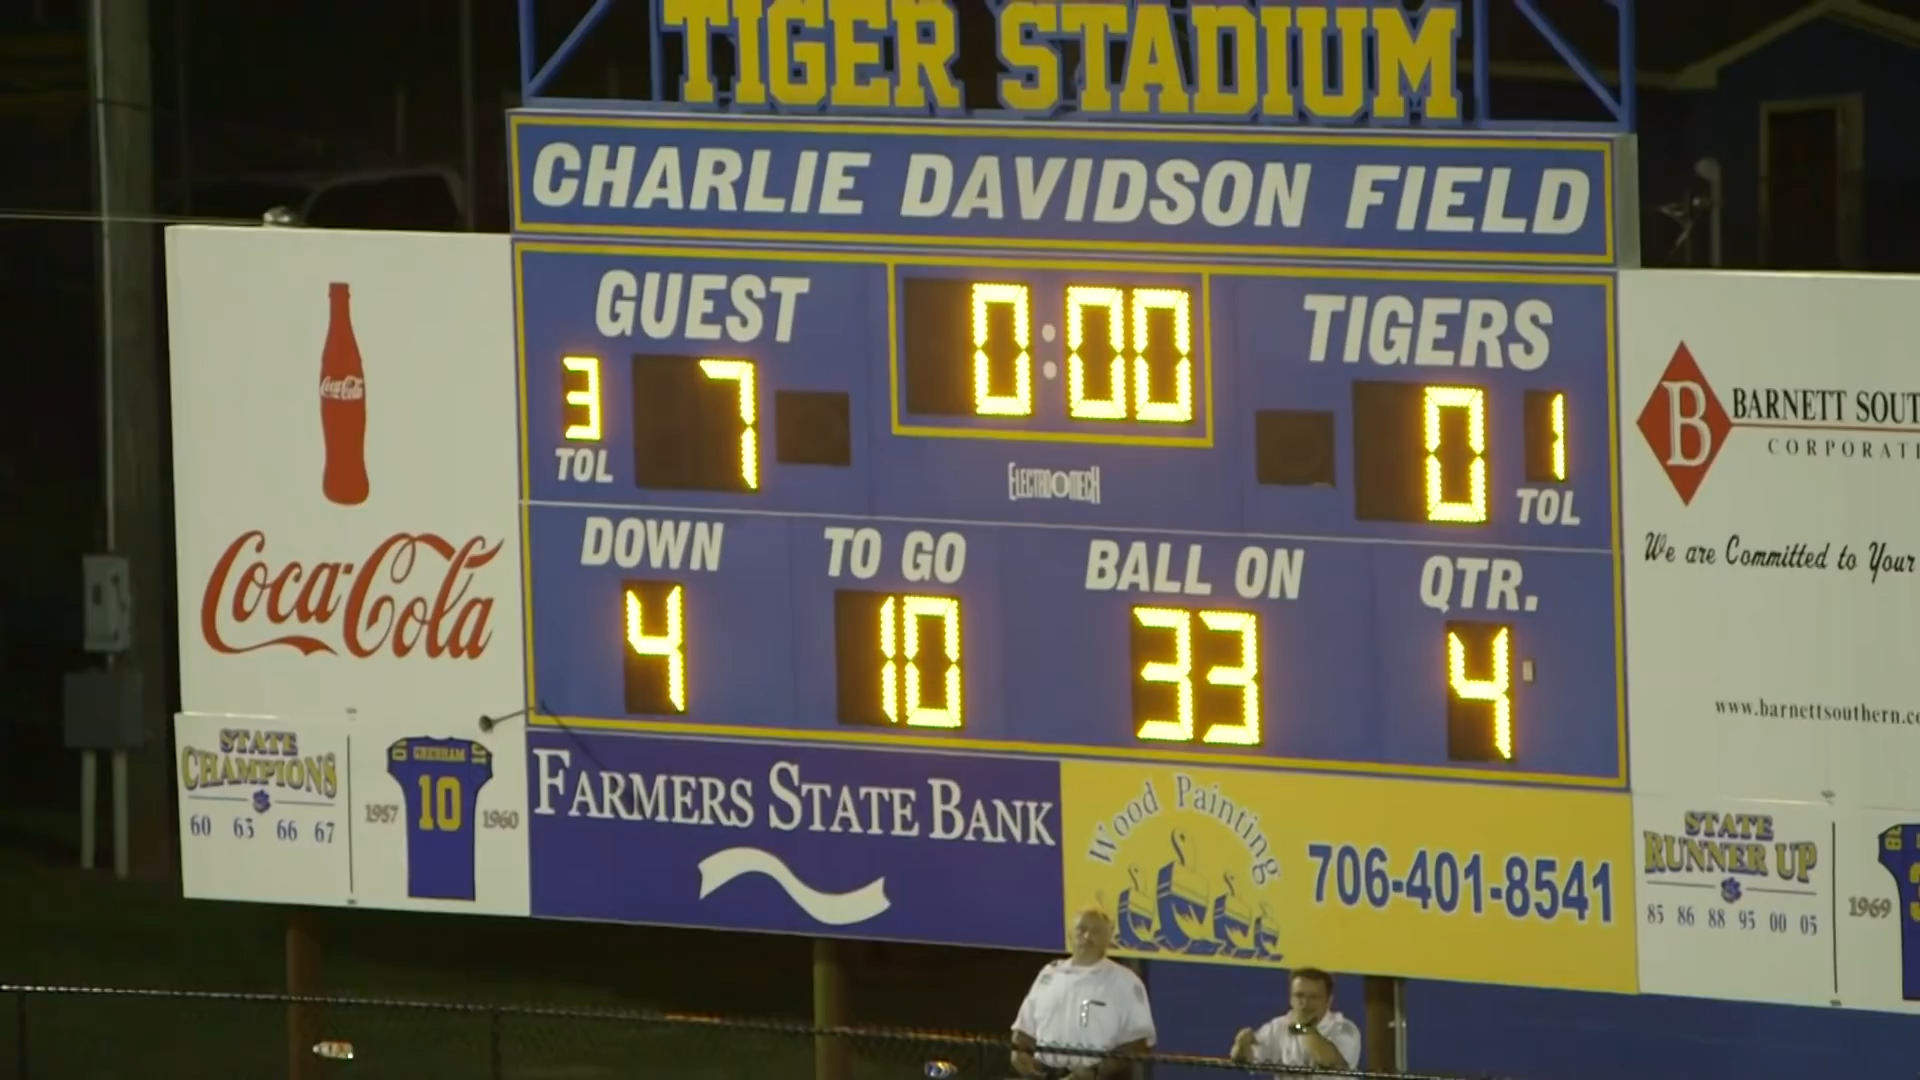 TIGER STADIUM
CHARLIE DAVIDSON FIELD
GUEST
0:00
TIGERS
3
7
0
1
TOL
TOL
ELECTRO-MECH
DOWN
TO GO
BALL ON
QTR.
4
10
33
4
Coca-Cola
Coca-Cola
BARNETT SOUT
CORPORATI
B
We are Committed to Your
www.barnettsouthern.co
STATE
CHAMPIONS
60 63 66 67
GRESHAM
10
1957
1960
FARMERS STATE BANK
Wood Painting
706-401-8541
STATE
RUNNER UP
85 86 88 95 00 05
1969